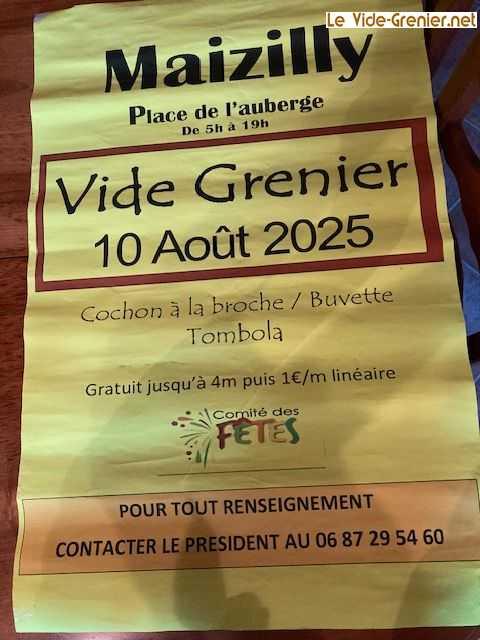 Le Vide-Grenier.net
Maizilly
Place de l'auberge
De 5h à 19h
Vide Grenier
10 Août 2025
Cochon à la broche / Buvette
Tombola
Gratuit jusqu'à 4m puis 1€/m linéaire
Comité des
FÊTES
POUR TOUT RENSEIGNEMENT
CONTACTER LE PRESIDENT AU 06 87 29 54 60